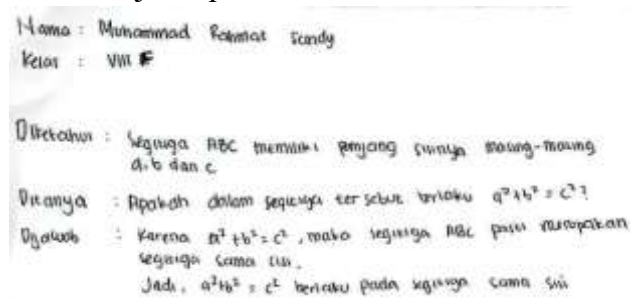 Nama : Muhammad Rahmat Scandy
Kelas : VIII F
Diketahui : Segitiga ABC memiliki panjang sisinya masing-masing
a, b dan c
Ditanya : Apakah dalam segitiga tersebut berlaku a² + b² = c² ?
Dijawab : Karena a² + b² = c², maka segitiga ABC pasti merupakan
segitiga sama sisi.
Jadi, a² + b² = c² berlaku pada segitiga sama sisi